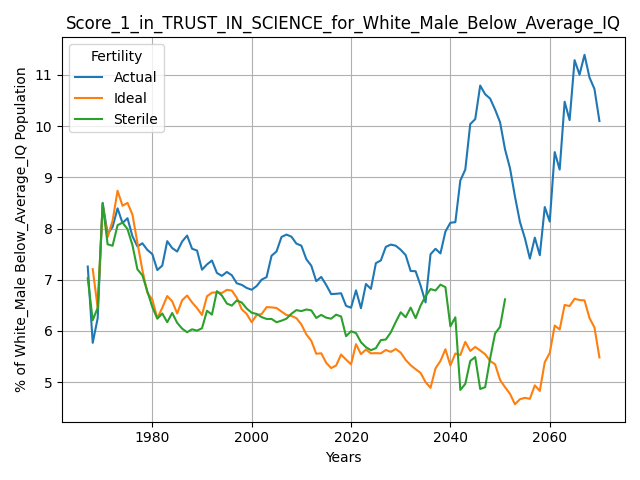 Score_1_in_TRUST_IN_SCIENCE_for_White_Male_Below_Average_IQ
Fertility
Actual
Ideal
Sterile
% of White_Male Below_Average_IQ Population
11
10
9
8
7
6
5
1980
2000
2020
2040
2060
Years